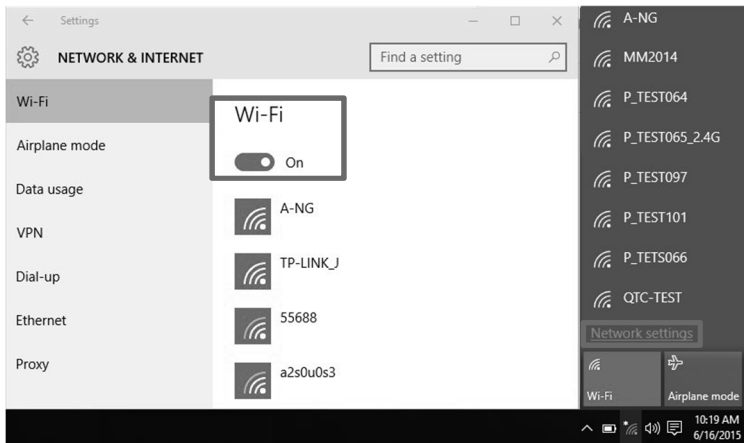 Settings
NETWORK & INTERNET
Find a setting
Wi-Fi
Airplane mode
Data usage
VPN
Dial-up
Ethernet
Proxy
Wi-Fi
On
A-NG
TP-LINK_J
55688
a2s0u0s3
A-NG
MM2014
P_TEST064
P_TEST065_2.4G
P_TEST097
P_TEST101
P_TETS066
QTC-TEST
Network settings
Wi-Fi
Airplane mode
10:19 AM
6/16/2015